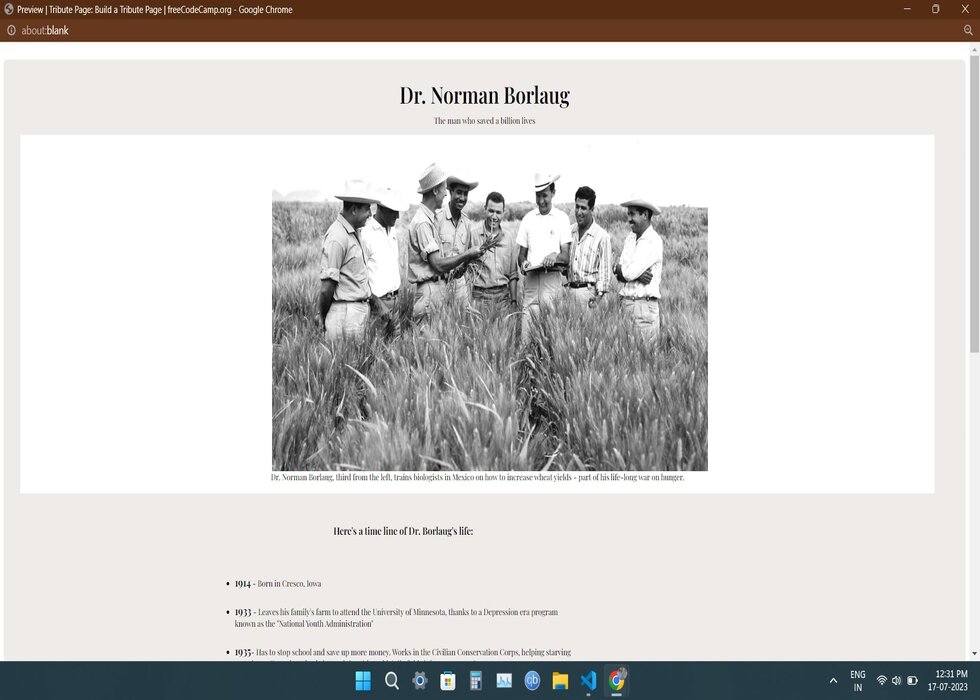 Preview | Tribute Page: Build a Tribute Page | freeCodeCamp.org - Google Chrome
about:blank
Dr. Norman Borlaug
The man who saved a billion lives
Dr. Norman Borlaug, third from the left, trains biologists in Mexico on how to increase wheat yields - part of his life-long war on hunger.
Here's a time line of Dr. Borlaug's life:
• 1914 - Born in Cresco, Iowa
• 1933 - Leaves his family's farm to attend the University of Minnesota, thanks to a Depression era program
known as the "National Youth Administration"
• 1935- Has to stop school and save up more money. Works in the Civilian Conservation Corps, helping starving
qb
ENG
IN
12:31 PM
17-07-2023